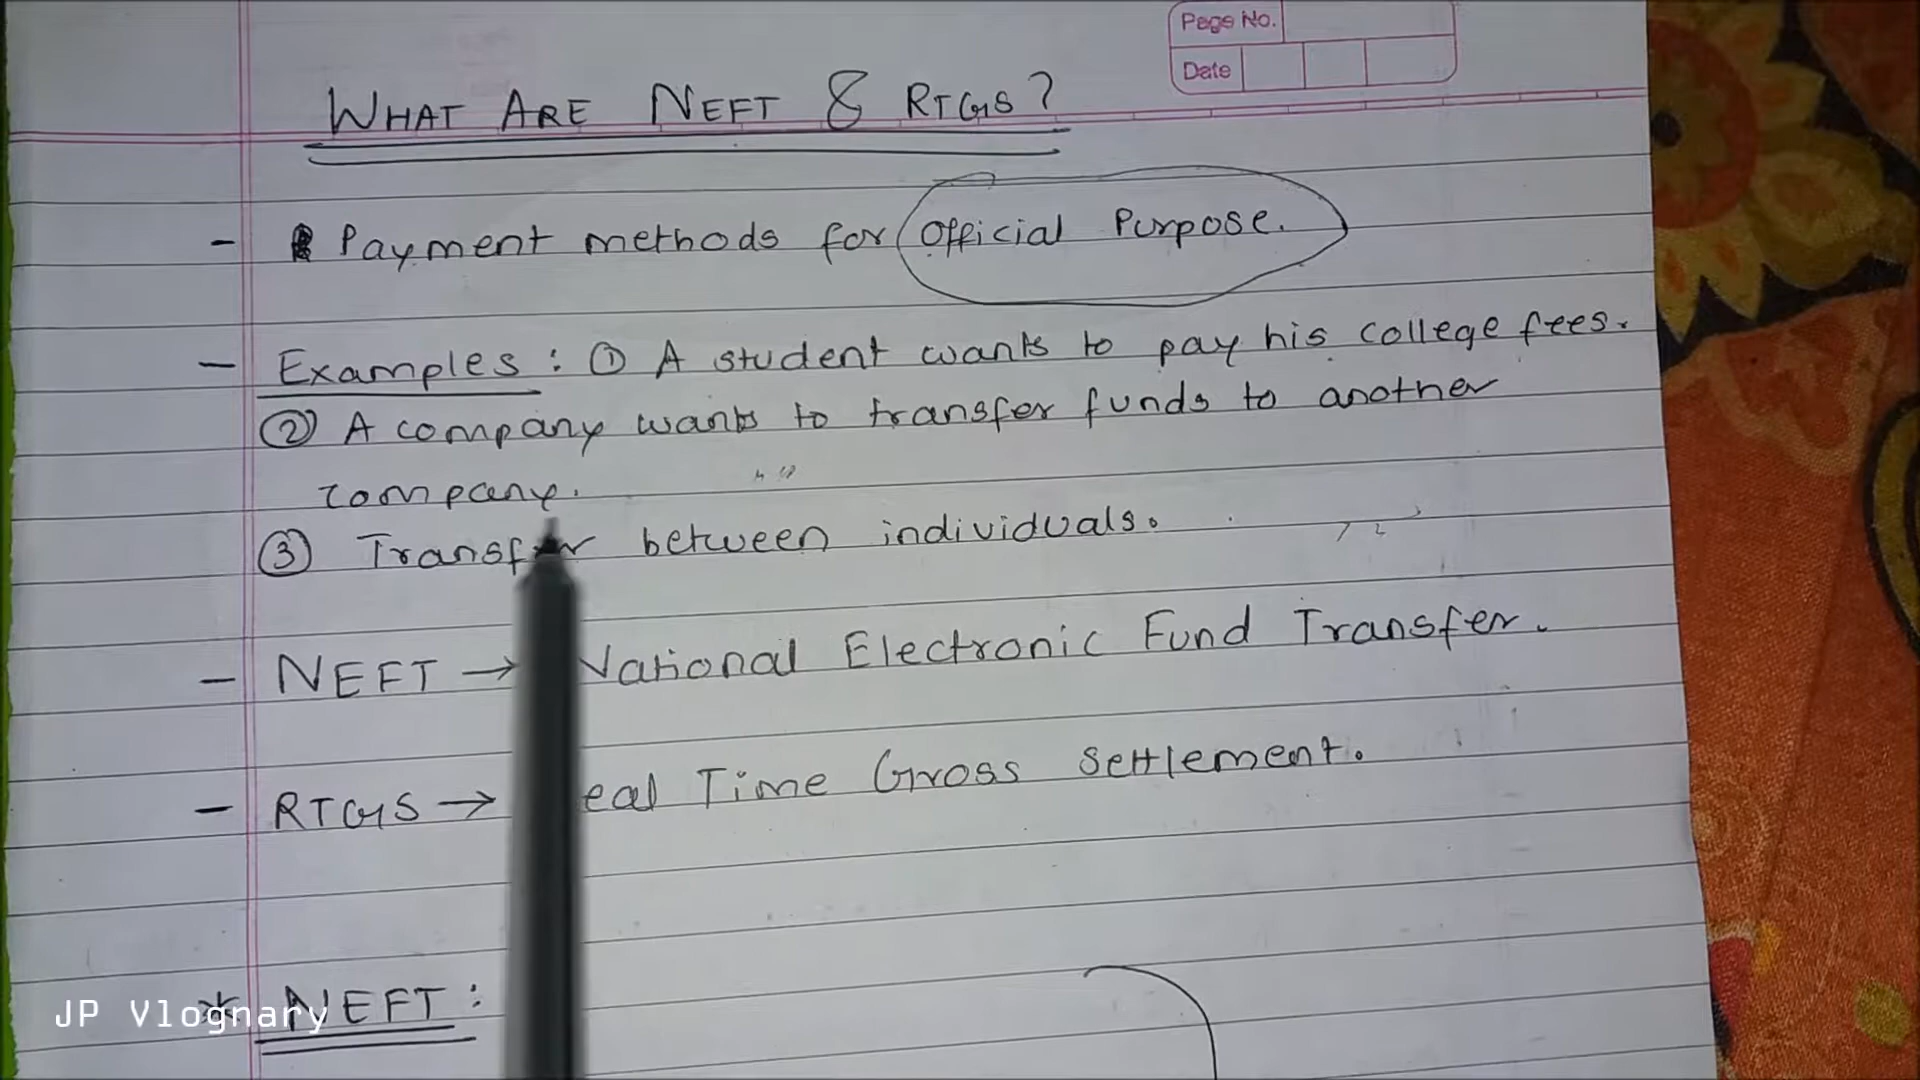 Page No.
Date
WHAT ARE NEFT & RTGS?
- Payment methods for Official Purpose.
- Examples : ① A student wants to pay his college fees.
② A company wants to transfer funds to another
company.
③ Transfer between individuals.
- NEFT → National Electronic Fund Transfer.
- RTGS → eal Time Gross Settlement.
* NEFT :
JP Vlognary